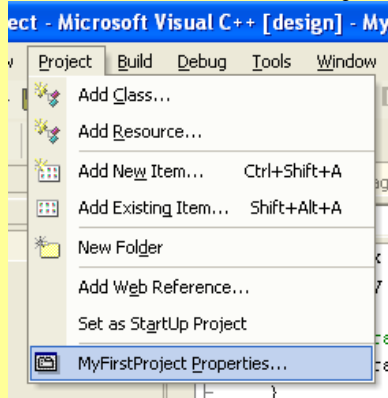 ect - Microsoft Visual C++ [design] - My
Project Build Debug Tools Window
Add Class...
Add Resource...
Add New Item... Ctrl+Shift+A
Add Existing Item... Shift+Alt+A
New Folder
Add Web Reference...
Set as StartUp Project
MyFirstProject Properties...
}